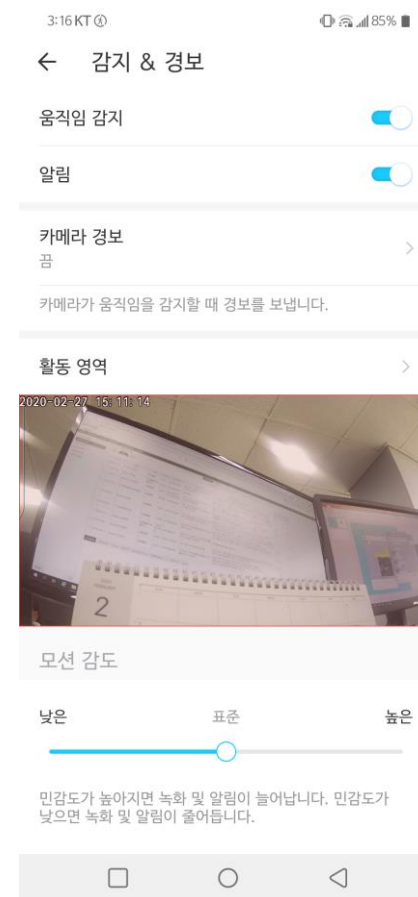 3:16 KT
85%
감지 & 경보
움직임 감지
알림
카메라 경보
끔
카메라가 움직임을 감지할 때 경보를 보냅니다.
활동 영역
2020-02-27 15:11:14
2
모션 감도
낮은 표준 높은
민감도가 높아지면 녹화 및 알림이 늘어납니다. 민감도가
낮으면 녹화 및 알림이 줄어듭니다.